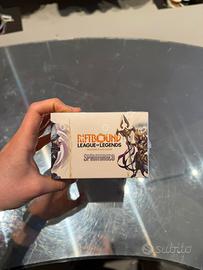 RIFTBOUND
LEAGUE OF LEGENDS
SPIRITFORGED
subito